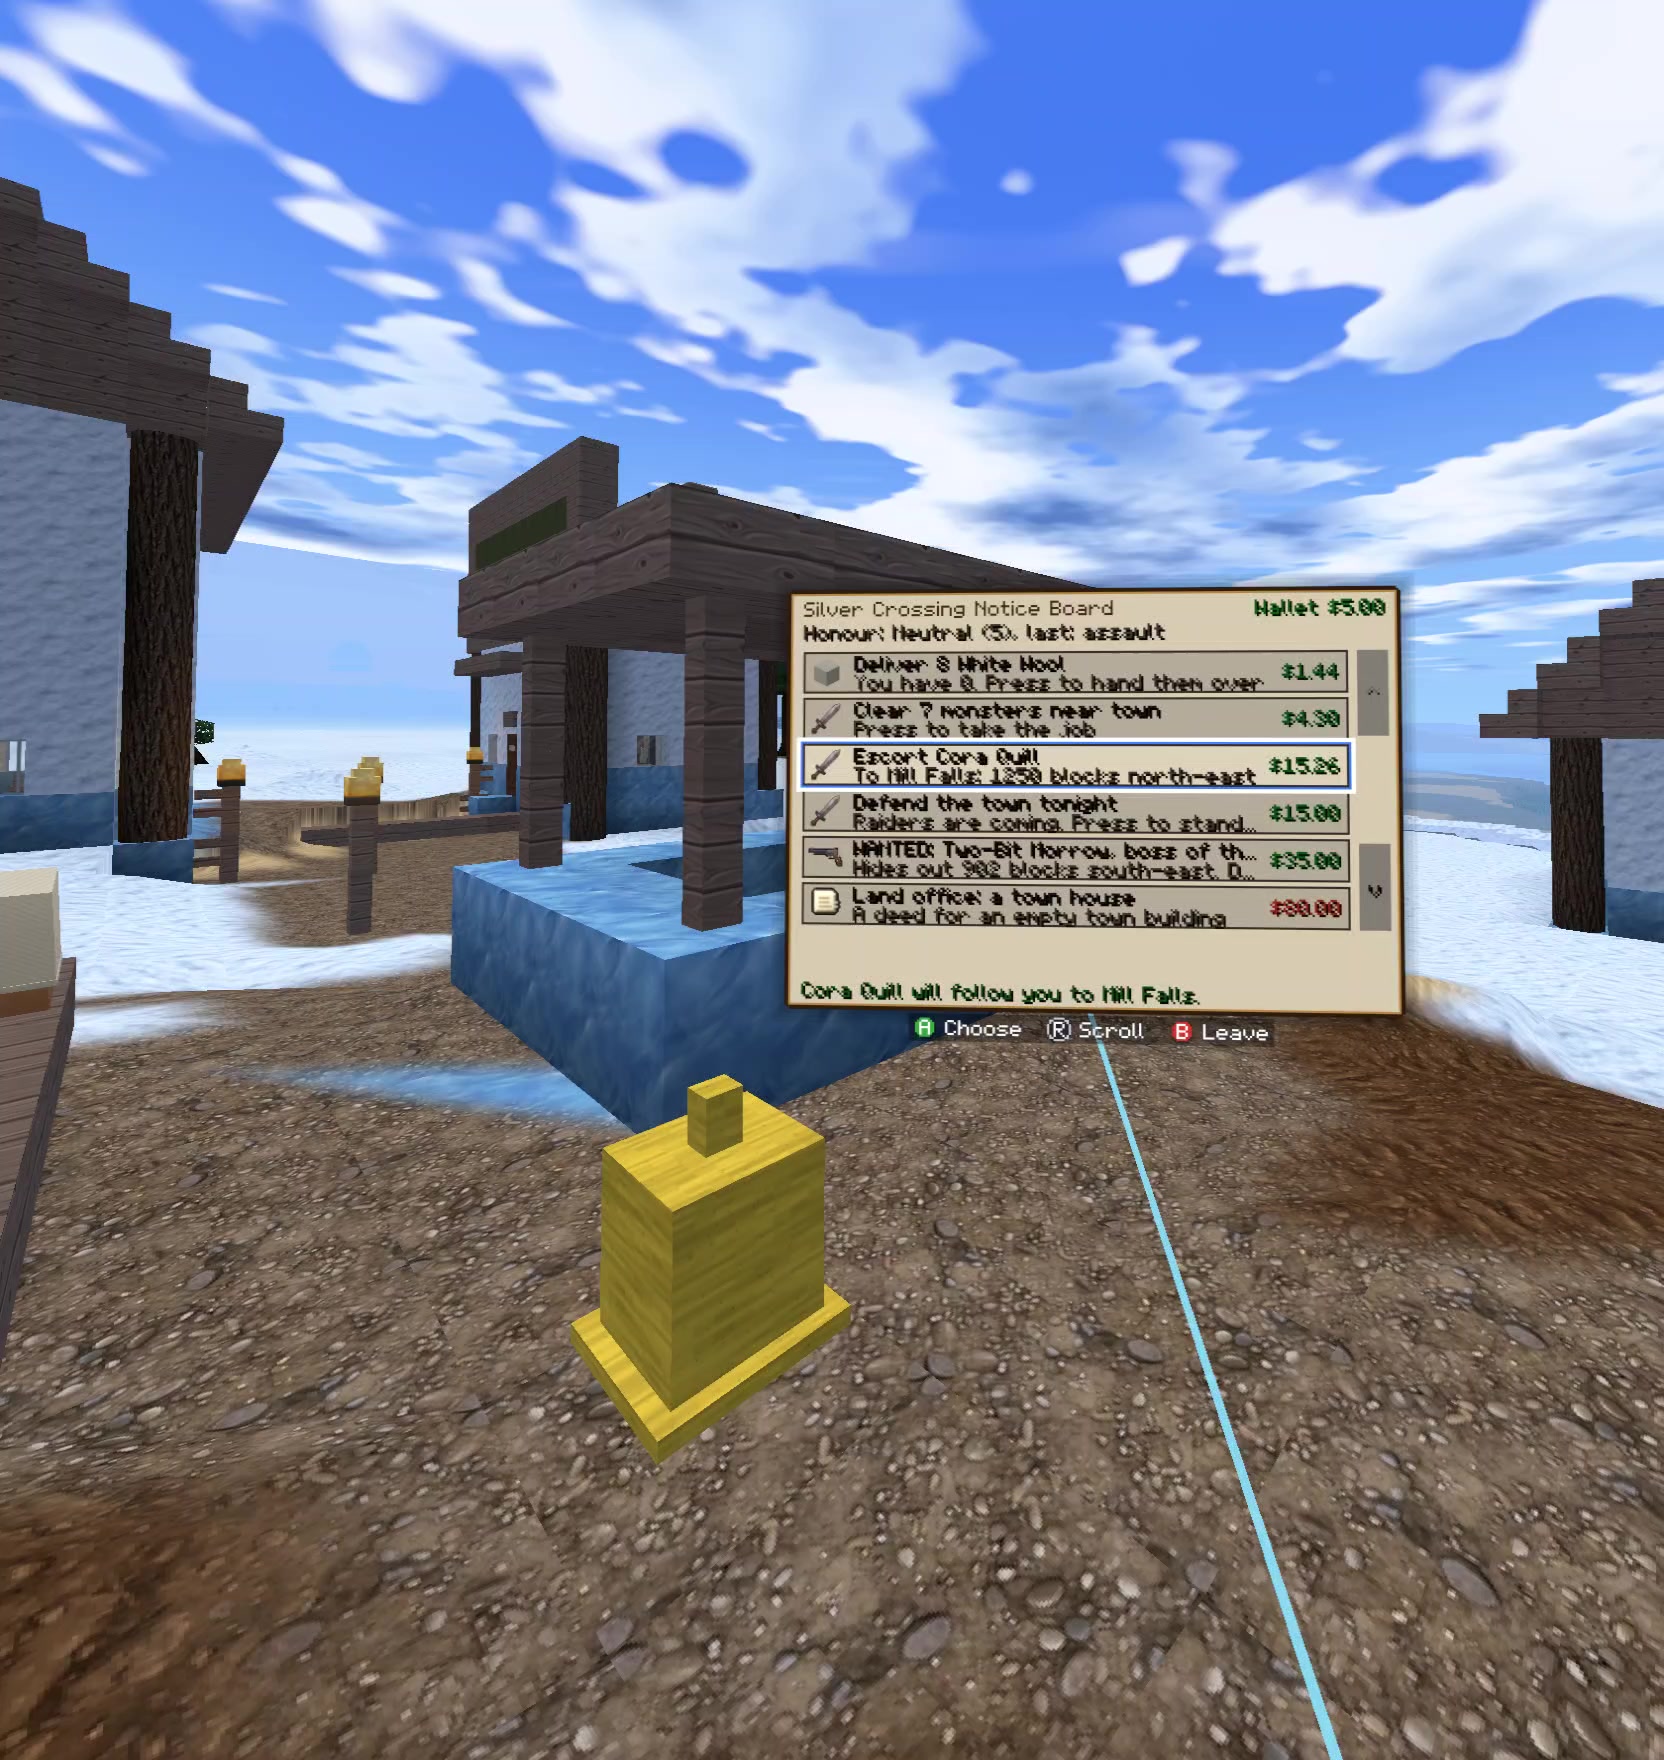 Silver Crossing Notice Board
Wallet $5.00
Honour: Neutral (5), last: assault
Deliver 8 White Wool
You have 0. Press to hand them over
$1.44
Clear 7 monsters near town
Press to take the job
$4.30
Escort Cora Quill
To Mill Falls: 1250 blocks north-east
$15.26
Defend the town tonight
Raiders are coming. Press to stand...
$15.00
WANTED: Two-Bit Morrow, boss of th...
Hides out 902 blocks south-east. D...
$35.00
Land office: a town house
A deed for an empty town building
$80.00
Cora Quill will follow you to Mill Falls.
A Choose R Scroll B Leave